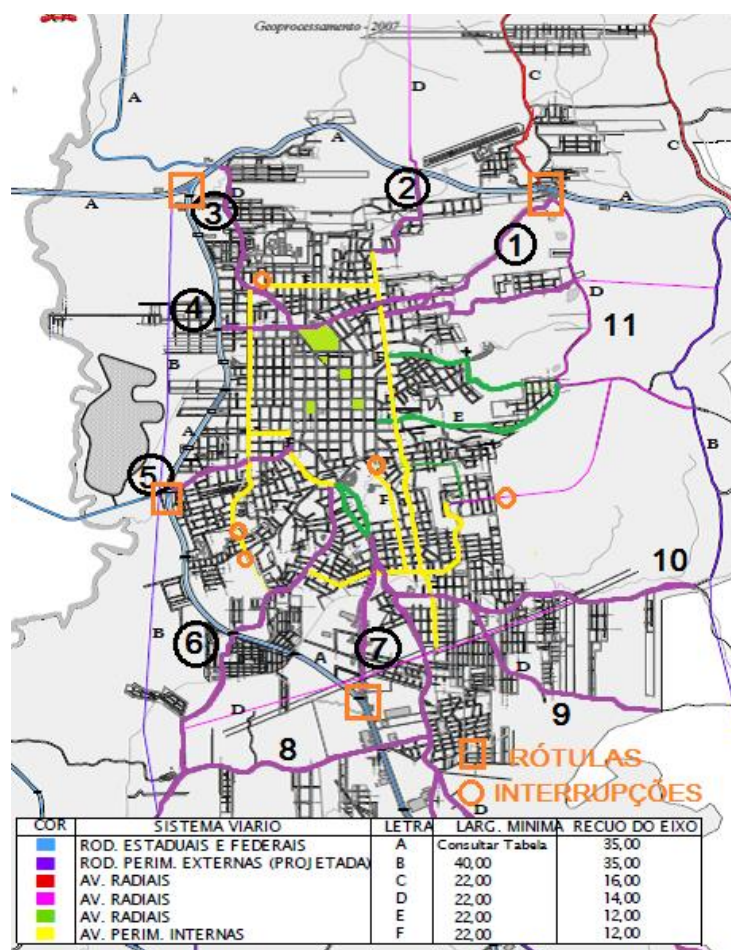 Geoprocessamento - 2007
A
D
C
A
C
2
A
D
A
3
1
F
4
D
11
B
E
A
E
B
5
F
F
10
B
6
7
A
D
D
9
8
RÓTULAS
INTERRUPÇÕES
D
COR SISTEMA VIARIO LETRA LARG. MINIMA RECUO DO EIXO
ROD. ESTADUAIS E FEDERAIS A Consultar Tabela 35,00
ROD. PERIM. EXTERNAS (PROJETADA) B 40,00 35,00
AV. RADIAIS C 22,00 16,00
AV. RADIAIS D 22,00 14,00
AV. RADIAIS E 22,00 12,00
AV. PERIM. INTERNAS F 22,00 12,00